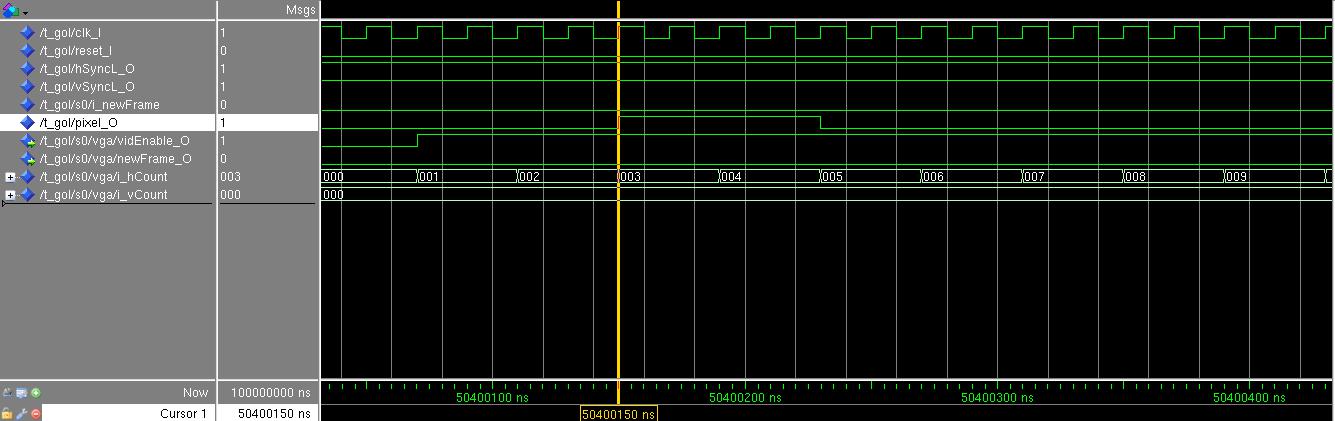 Msgs
/t_gol/clk_I 1
/t_gol/reset_I 0
/t_gol/hSyncL_O 1
/t_gol/vSyncL_O 1
/t_gol/s0/i_newFrame 0
/t_gol/pixel_O 1
/t_gol/s0/vga/vidEnable_O 1
/t_gol/s0/vga/newFrame_O 0
/t_gol/s0/vga/i_hCount 003 000 001 002 003 004 005 006 007 008 009
/t_gol/s0/vga/i_vCount 000 000
Now 100000000 ns 50400100 ns 50400200 ns 50400300 ns 50400400 ns
Cursor 1 50400150 ns 50400150 ns